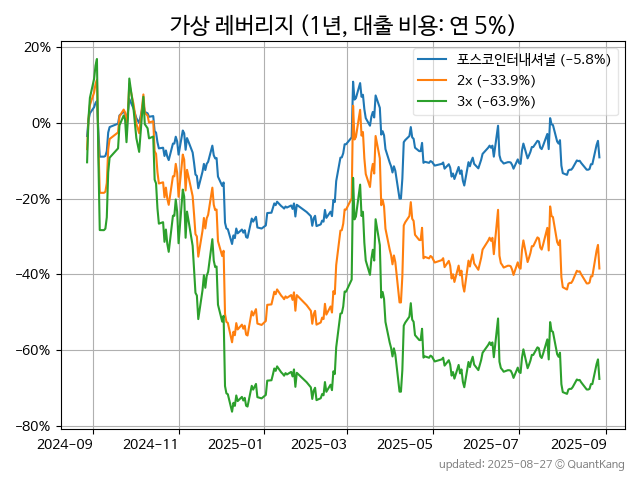 가상 레버리지 (1년, 대출 비용: 연 5%)
포스코인터내셔널 (−5.8%)
2x (−33.9%)
3x (−63.9%)
20%
0%
−20%
−40%
−60%
−80%
2024-09 2024-11 2025-01 2025-03 2025-05 2025-07 2025-09
updated: 2025-08-27 © QuantKang